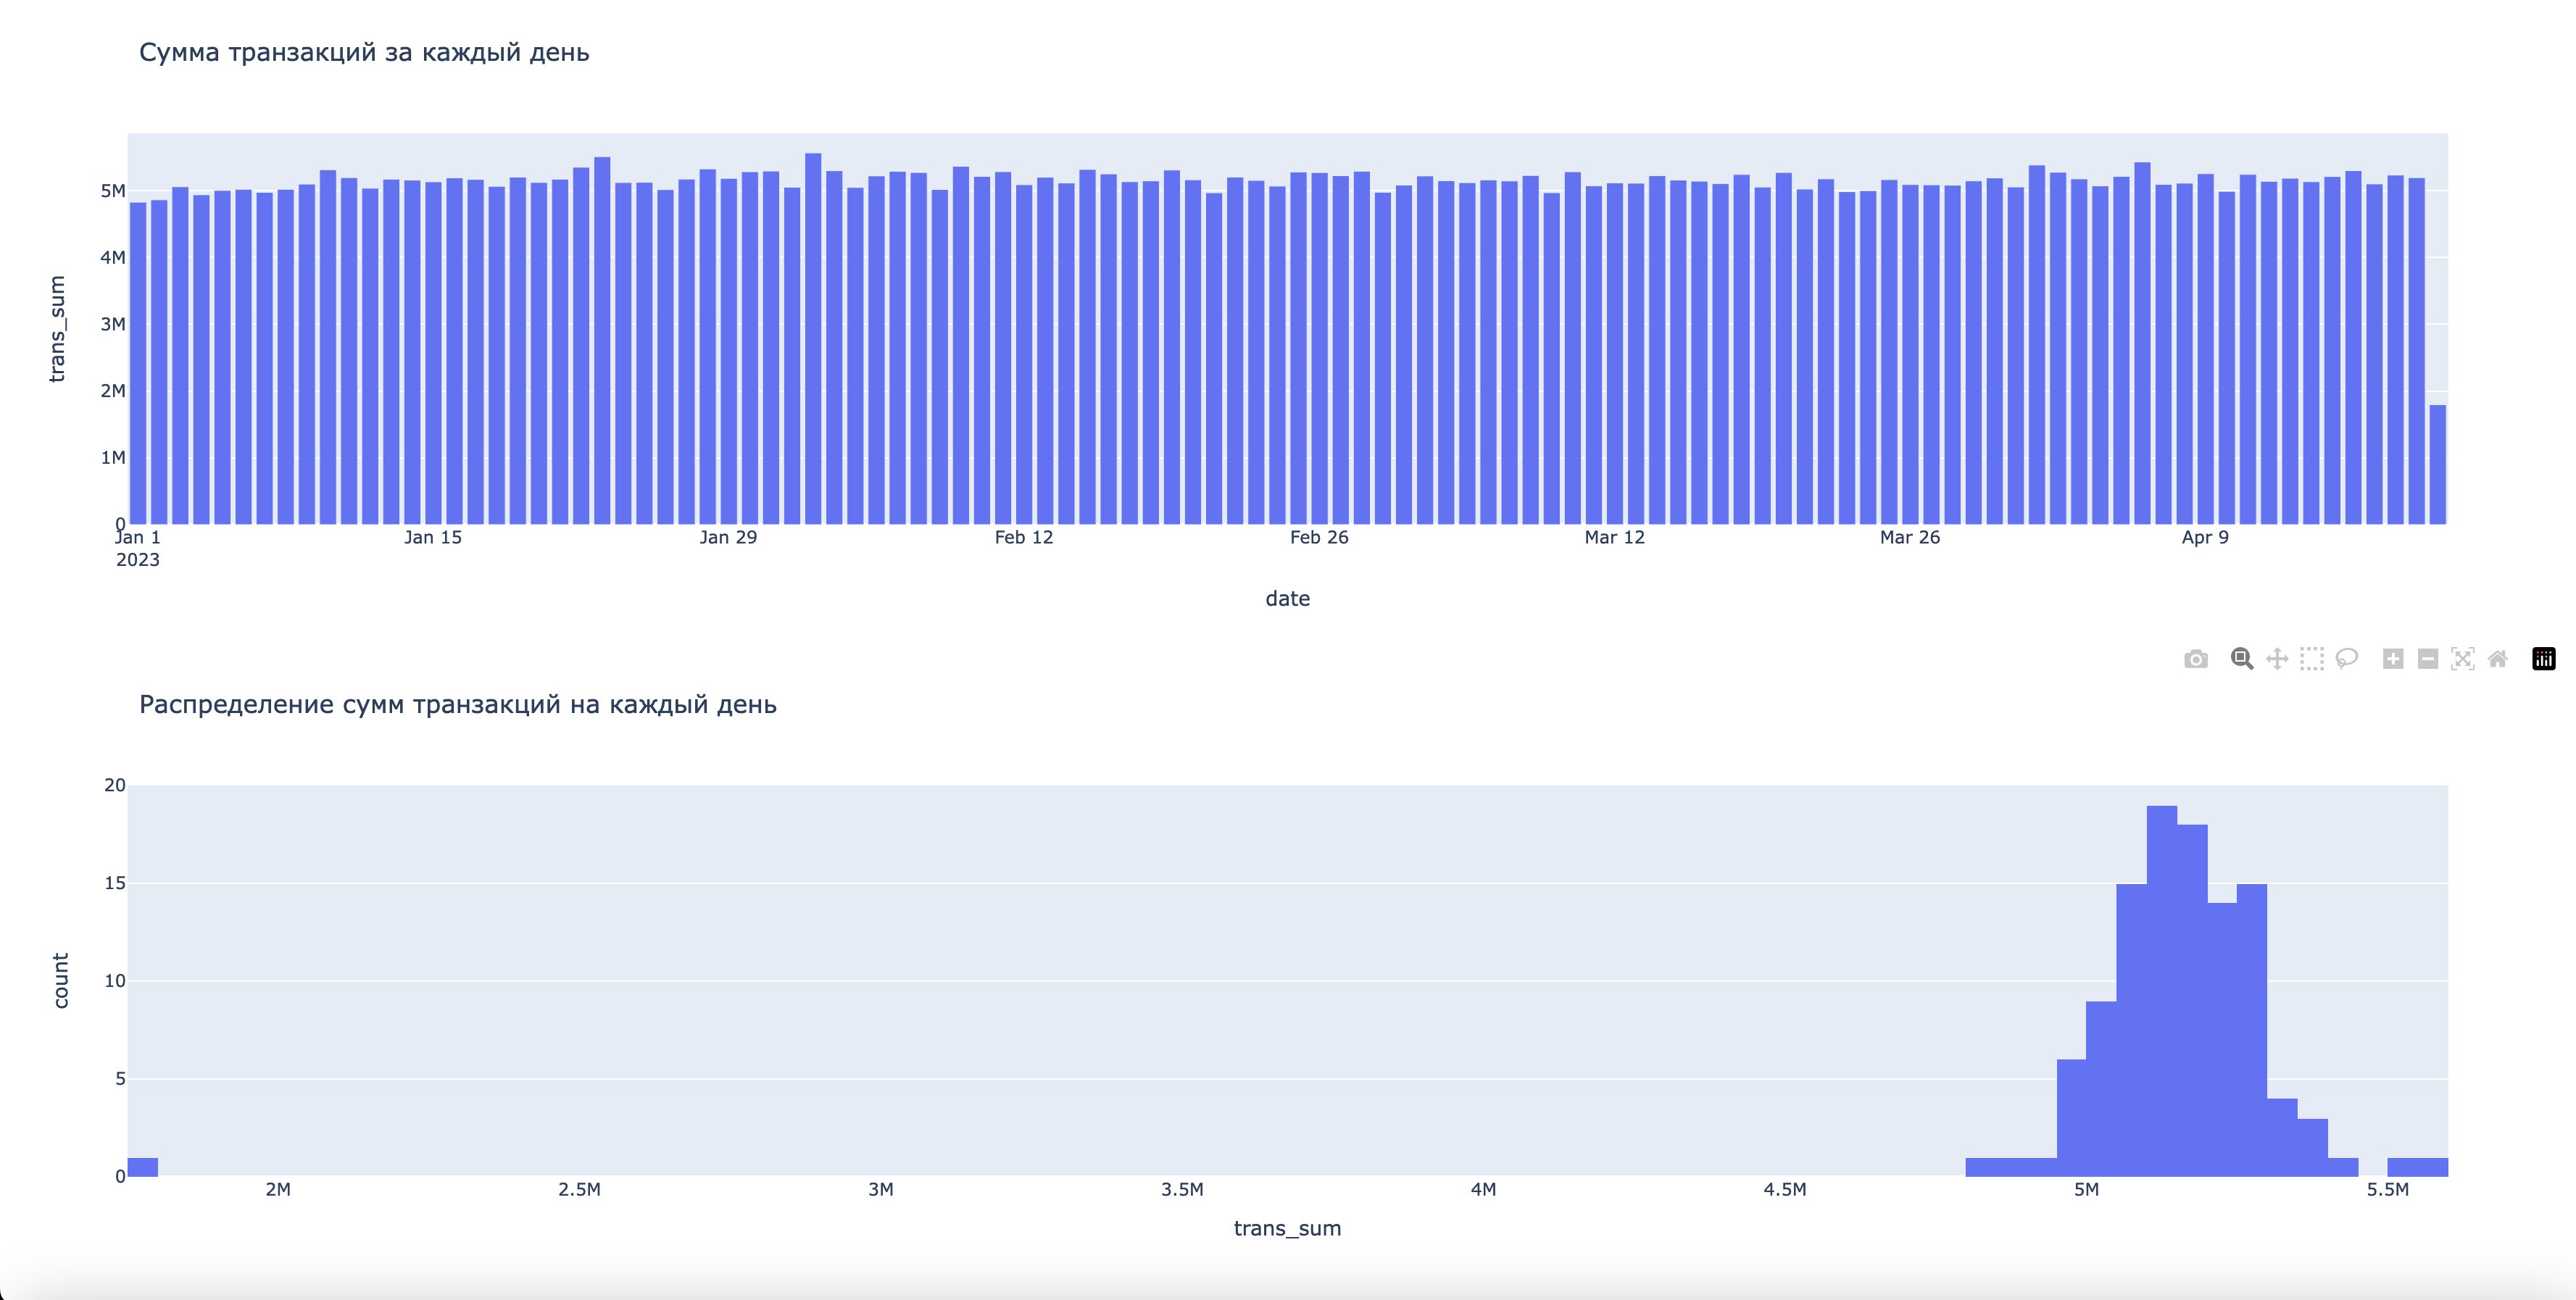 Сумма транзакций за каждый день
5M
4M
3M
2M
1M
0
trans_sum
Jan 1
2023
Jan 15
Jan 29
Feb 12
Feb 26
Mar 12
Mar 26
Apr 9
date
Распределение сумм транзакций на каждый день
20
15
10
5
0
count
2M
2.5M
3M
3.5M
4M
4.5M
5M
5.5M
trans_sum